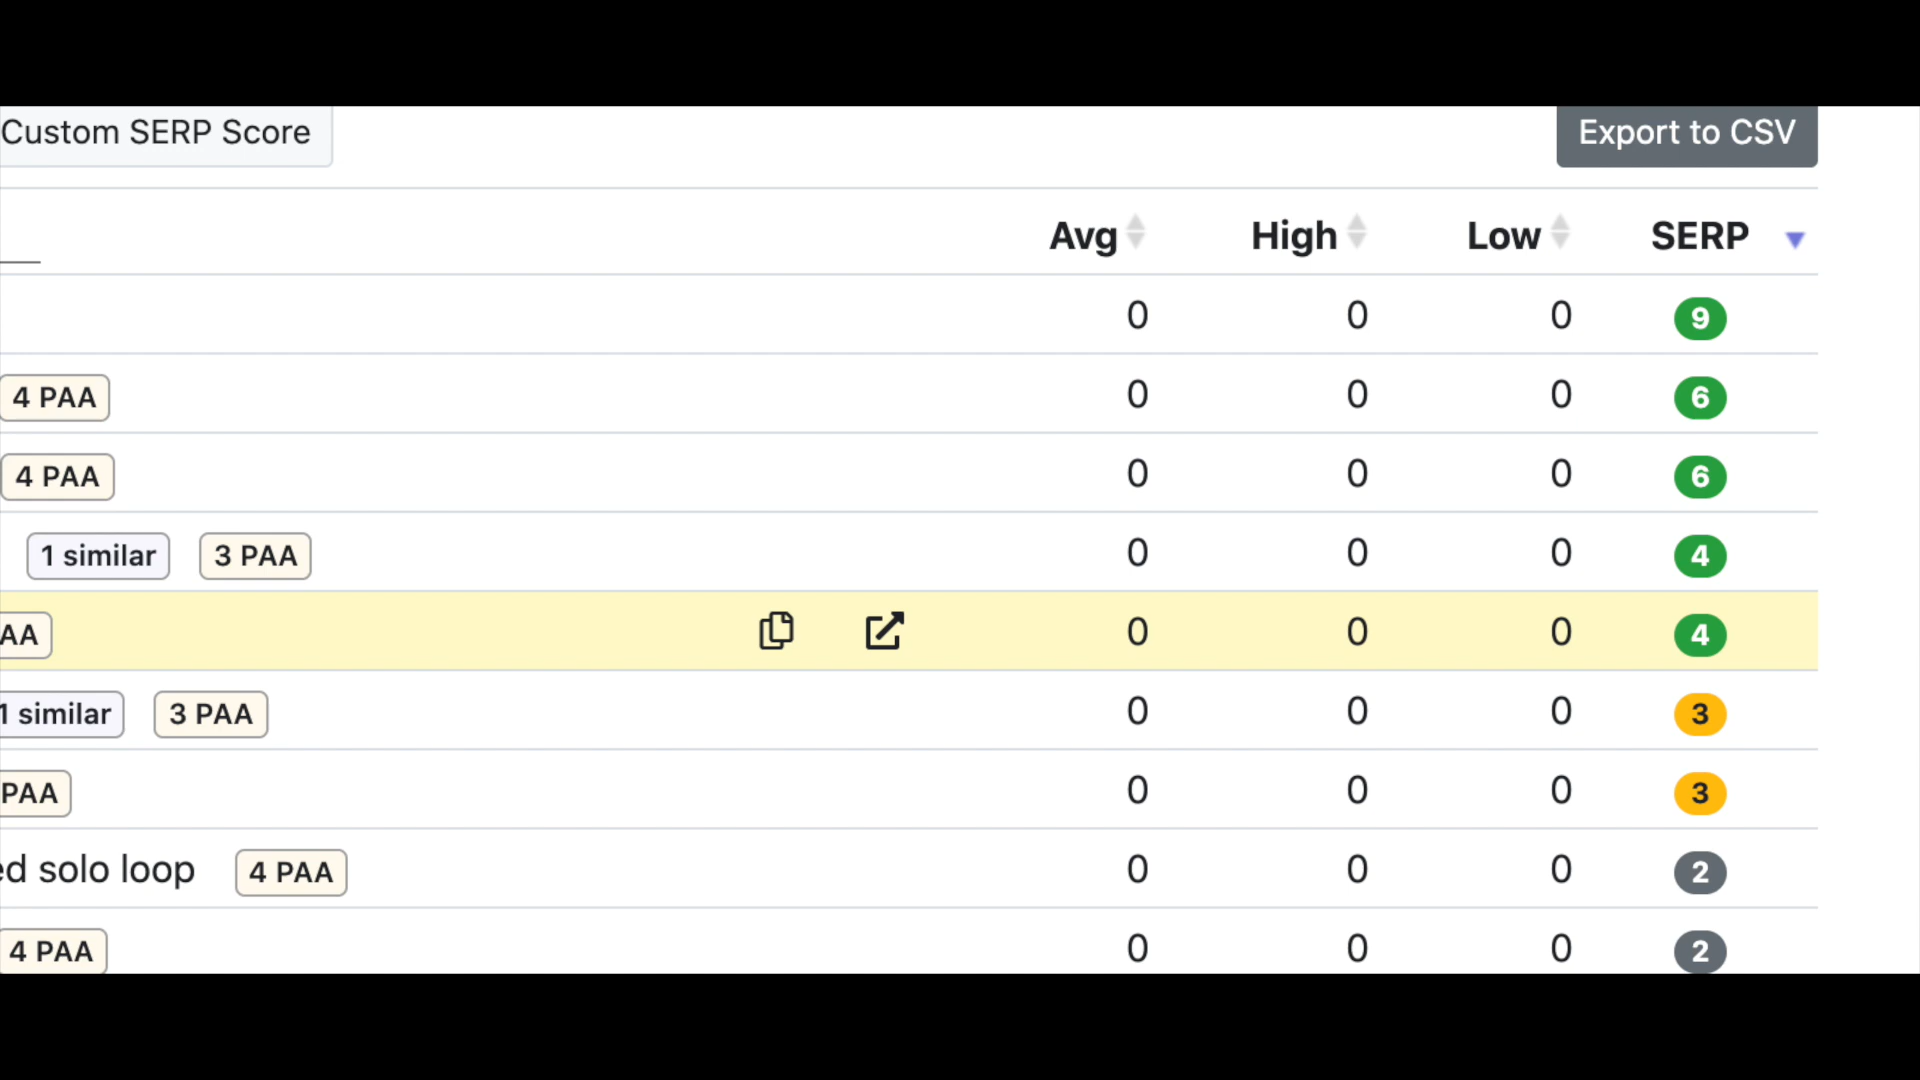 Custom SERP Score Export to CSV
Avg High Low SERP
0 0 0 9
4 PAA 0 0 0 6
4 PAA 0 0 0 6
1 similar 3 PAA 0 0 0 4
AA 0 0 0 4
1 similar 3 PAA 0 0 0 3
PAA 0 0 0 3
ed solo loop 4 PAA 0 0 0 2
4 PAA 0 0 0 2